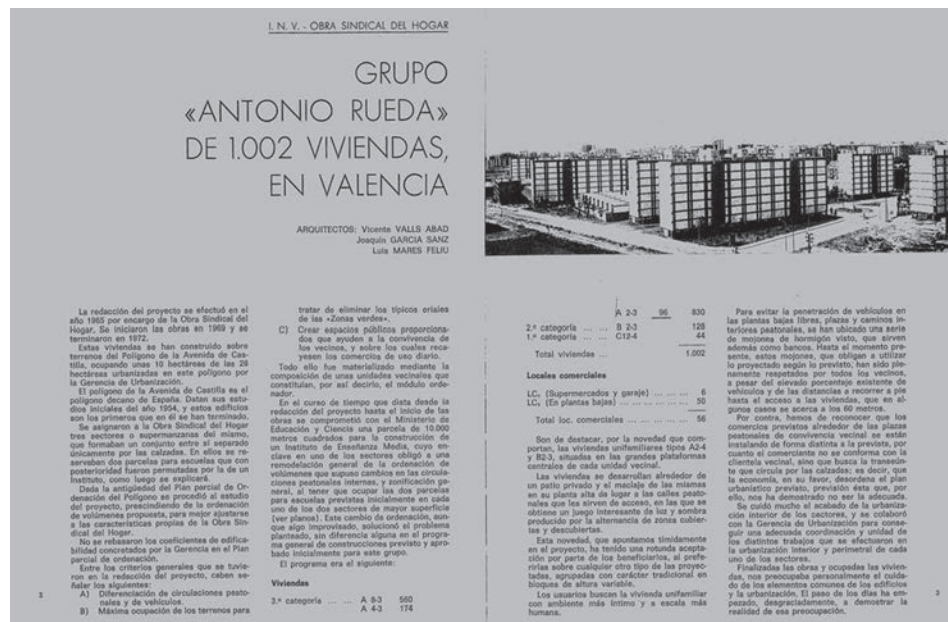 I. N. V. - OBRA SINDICAL DEL HOGAR
GRUPO
«ANTONIO RUEDA»
DE 1.002 VIVIENDAS,
EN VALENCIA
ARQUITECTOS: Vicente VALLS ABAD
Joaquín GARCIA SANZ
Luis MARES FELIU
La redacción del proyecto se efectuó en el
año 1965 por encargo de la Obra Sindical del
Hogar. Se iniciaron las obras en 1969 y se
terminaron en 1972.
Estas viviendas se han construido sobre
terrenos del Polígono de la Avenida de Cas-
tilla, ocupando unas 10 hectáreas de las 26
hectáreas urbanizadas en este polígono por
la Gerencia de Urbanización.
El polígono de la Avenida de Castilla es el
polígono decano de España. Datan sus estu-
dios iniciales del año 1954, y estos edificios
son los primeros que en él se han terminado.
Se asignaron a la Obra Sindical del Hogar
tres sectores o supermanzanas del mismo,
que formaban un conjunto entre sí separado
únicamente por las calzadas. En ellos se re-
servaban dos parcelas para escuelas que con
posterioridad fueron permutadas por la de un
Instituto, como luego se explicará.
Dada la antigüedad del Plan parcial de Or-
denación del Polígono se procedió al estudio
del proyecto, prescindiendo de la ordenación
de volúmenes propuesta, para mejor ajustarse
a las características propias de la Obra Sin-
dical del Hogar.
No se rebasaron los coeficientes de edifica-
bilidad concretados por la Gerencia en el Plan
parcial de ordenación.
Entre los criterios generales que se tuvie-
ron en la redacción del proyecto, caben se-
ñalar los siguientes:
A) Diferenciación de circulaciones peato-
nales y de vehículos.
B) Máxima ocupación de los terrenos para
tratar de eliminar los típicos eriales
de las «Zonas verdes».
C) Crear espacios públicos proporciona-
dos que ayuden a la convivencia de
los vecinos, y sobre los cuales reca-
yesen los comercios de uso diario.
Todo ello fue materializado mediante la
composición de unas unidades vecinales que
constituían, por así decirlo, el módulo orde-
nador.
En el curso de tiempo que dista desde la
redacción del proyecto hasta el inicio de las
obras se comprometió con el Ministerio de
Educación y Ciencia una parcela de 10.000
metros cuadrados para la construcción de
un Instituto de Enseñanza Media, cuyo en-
clave en uno de los sectores obligó a una
remodelación general de la ordenación de
volúmenes que supuso cambios en las circula-
ciones peatonales internas, y zonificación ge-
neral, al tener que ocupar las dos parcelas
para escuelas previstas inicialmente en cada
uno de los dos sectores de mayor superficie
(ver planos). Este cambio de ordenación, aun-
que algo improvisado, solucionó el problema
planteado, sin diferencia alguna en el progra-
ma general de construcciones previsto y apro-
bado inicialmente para este grupo.
El programa era el siguiente:
Viviendas
3.ª categoría ... ... A 8-3 560
A 4-3 174
2
A 2-3 96 830
2.ª categoría ... ... B 2-3 128
1.ª categoría ... ... C12-4 44
Total viviendas ... 1.002
Locales comerciales
LC, (Supermercados y garaje) ... ... ... 6
LC, (En plantas bajas) ... ... ... ... ... 50
Total loc. comerciales ... ... ... ... 56
Son de destacar, por la novedad que com-
portan, las viviendas unifamiliares tipos A2-4
y B2-3, situadas en las grandes plataformas
centrales de cada unidad vecinal.
Las viviendas se desarrollan alrededor de
un patio privado y el maclaje de las mismas
en su planta alta da lugar a las calles peato-
nales que les sirven de acceso, en las que se
obtiene un juego interesante de luz y sombra
producido por la alternancia de zonas cubier-
tas y descubiertas.
Esta novedad, que apuntamos tímidamente
en el proyecto, ha tenido una rotunda acepta-
ción por parte de los beneficiarios, al prefe-
rirlas sobre cualquier otro tipo de las proyec-
tadas, agrupadas con carácter tradicional en
bloques de altura variable.
Los usuarios buscan la vivienda unifamiliar
con ambiente más íntimo y a escala más
humana.
Para evitar la penetración de vehículos en
las plantas bajas libres, plazas y caminos in-
teriores peatonales, se han ubicado una serie
de mojones de hormigón visto, que sirven
además como bancos. Hasta el momento pre-
sente, estos mojones, que obligan a utilizar
lo proyectado según lo previsto, han sido ple-
namente respetados por todos los vecinos,
a pesar del elevado porcentaje existente de
vehículos y de las distancias a recorrer a pie
hasta el acceso a las viviendas, que en al-
gunos casos se acerca a los 60 metros.
Por contra, hemos de reconocer que los
comercios previstos alrededor de las plazas
peatonales de convivencia vecinal se están
instalando de forma distinta a la prevista, por
cuanto el comerciante no se conforma con la
clientela vecinal, sino que busca la transeún-
te que circula por las calzadas; es decir, que
la economía, en su favor, desordena el plan
urbanístico previsto, previsión ésta que, por
ello, nos ha demostrado no ser la adecuada.
Se cuidó mucho el acabado de la urbaniza-
ción interior de los sectores, y se colaboró
con la Gerencia de Urbanización para conse-
guir una adecuada coordinación y unidad de
los distintos trabajos que se efectuaron en
la urbanización interior y perimetral de cada
uno de los sectores.
Finalizadas las obras y ocupadas las vivien-
das, nos preocupaba personalmente el cuida-
do de los elementos comunes de los edificios
y la urbanización. El paso de los días ha em-
pezado, desgraciadamente, a demostrar la
realidad de esa preocupación.
3